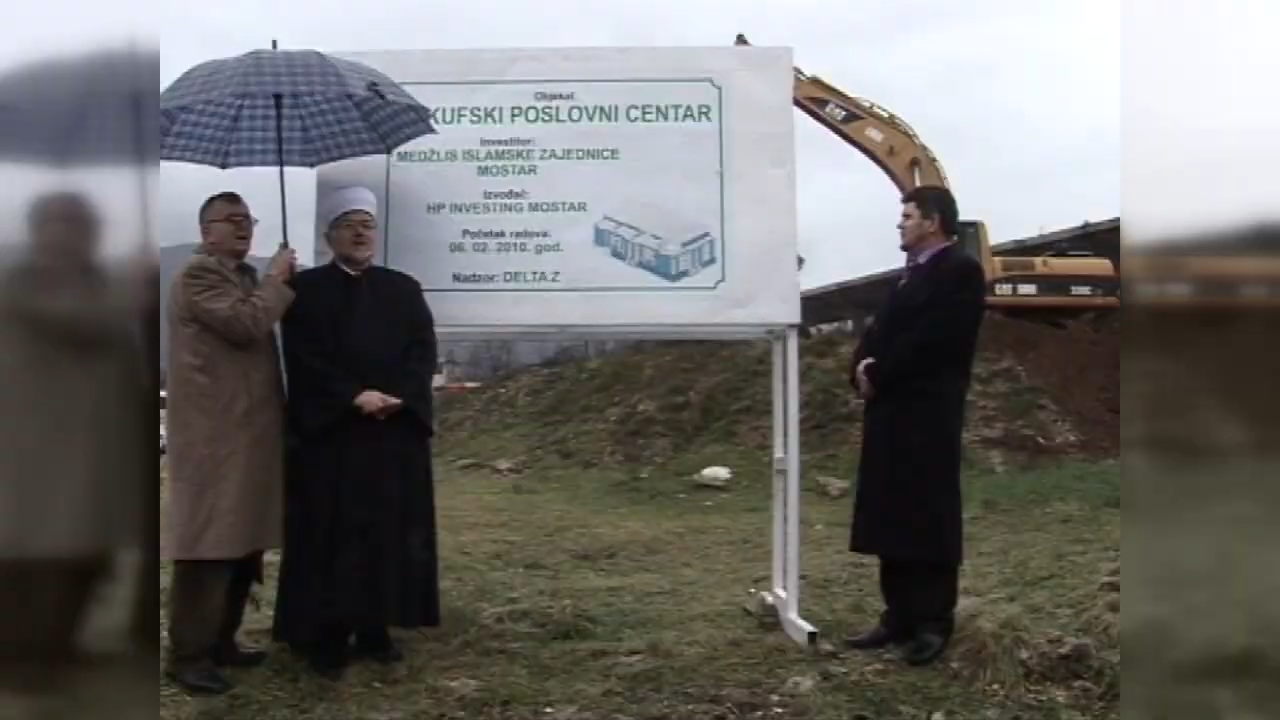 Objekat:
KUFSKI POSLOVNI CENTAR
Investitor:
MEDŽLIS ISLAMSKE ZAJEDNICE
MOSTAR
Izvođač:
HP INVESTING MOSTAR
Početak radova:
06. 02. 2010. god.
Nadzor: DELTA Z
CAT